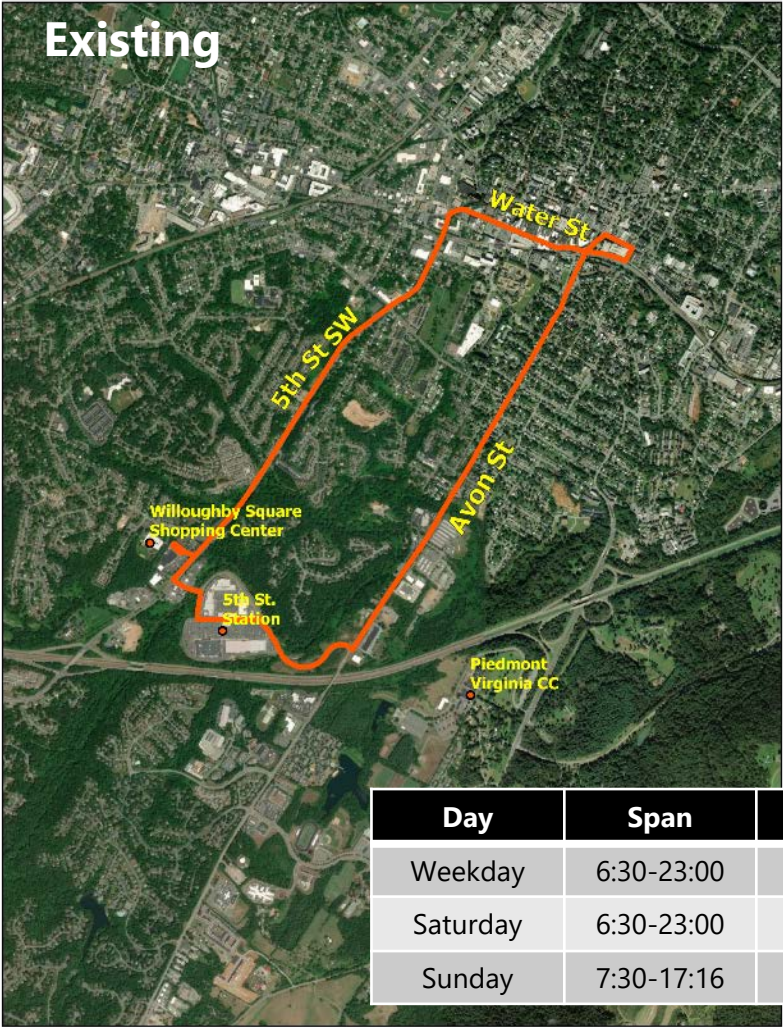 Existing
Water St
5th St SW
Avon St
Willoughby Square
Shopping Center
5th St.
Station
Piedmont
Virginia CC
Day Span
Weekday 6:30-23:00
Saturday 6:30-23:00
Sunday 7:30-17:16